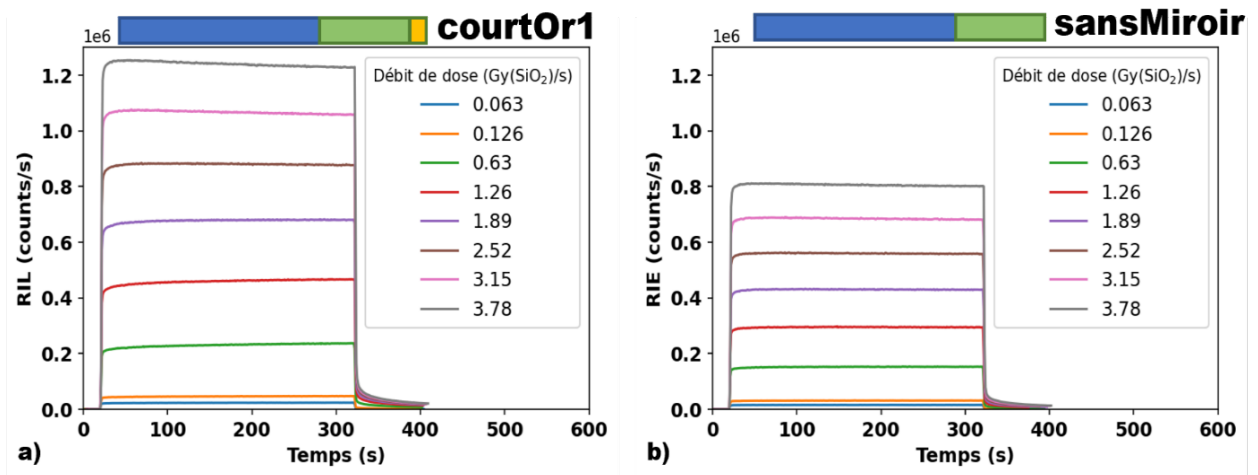 courtOr1
1e6
Débit de dose (Gy(SiO₂)/s)
0.063
0.126
0.63
1.26
1.89
2.52
3.15
3.78
1.2
1.0
0.8
0.6
0.4
0.2
0.0
RIL (counts/s)
0 100 200 300 400 500 600
Temps (s)
a)
sansMiroir
1e6
Débit de dose (Gy(SiO₂)/s)
0.063
0.126
0.63
1.26
1.89
2.52
3.15
3.78
1.2
1.0
0.8
0.6
0.4
0.2
0.0
RIE (counts/s)
0 100 200 300 400 500 600
Temps (s)
b)